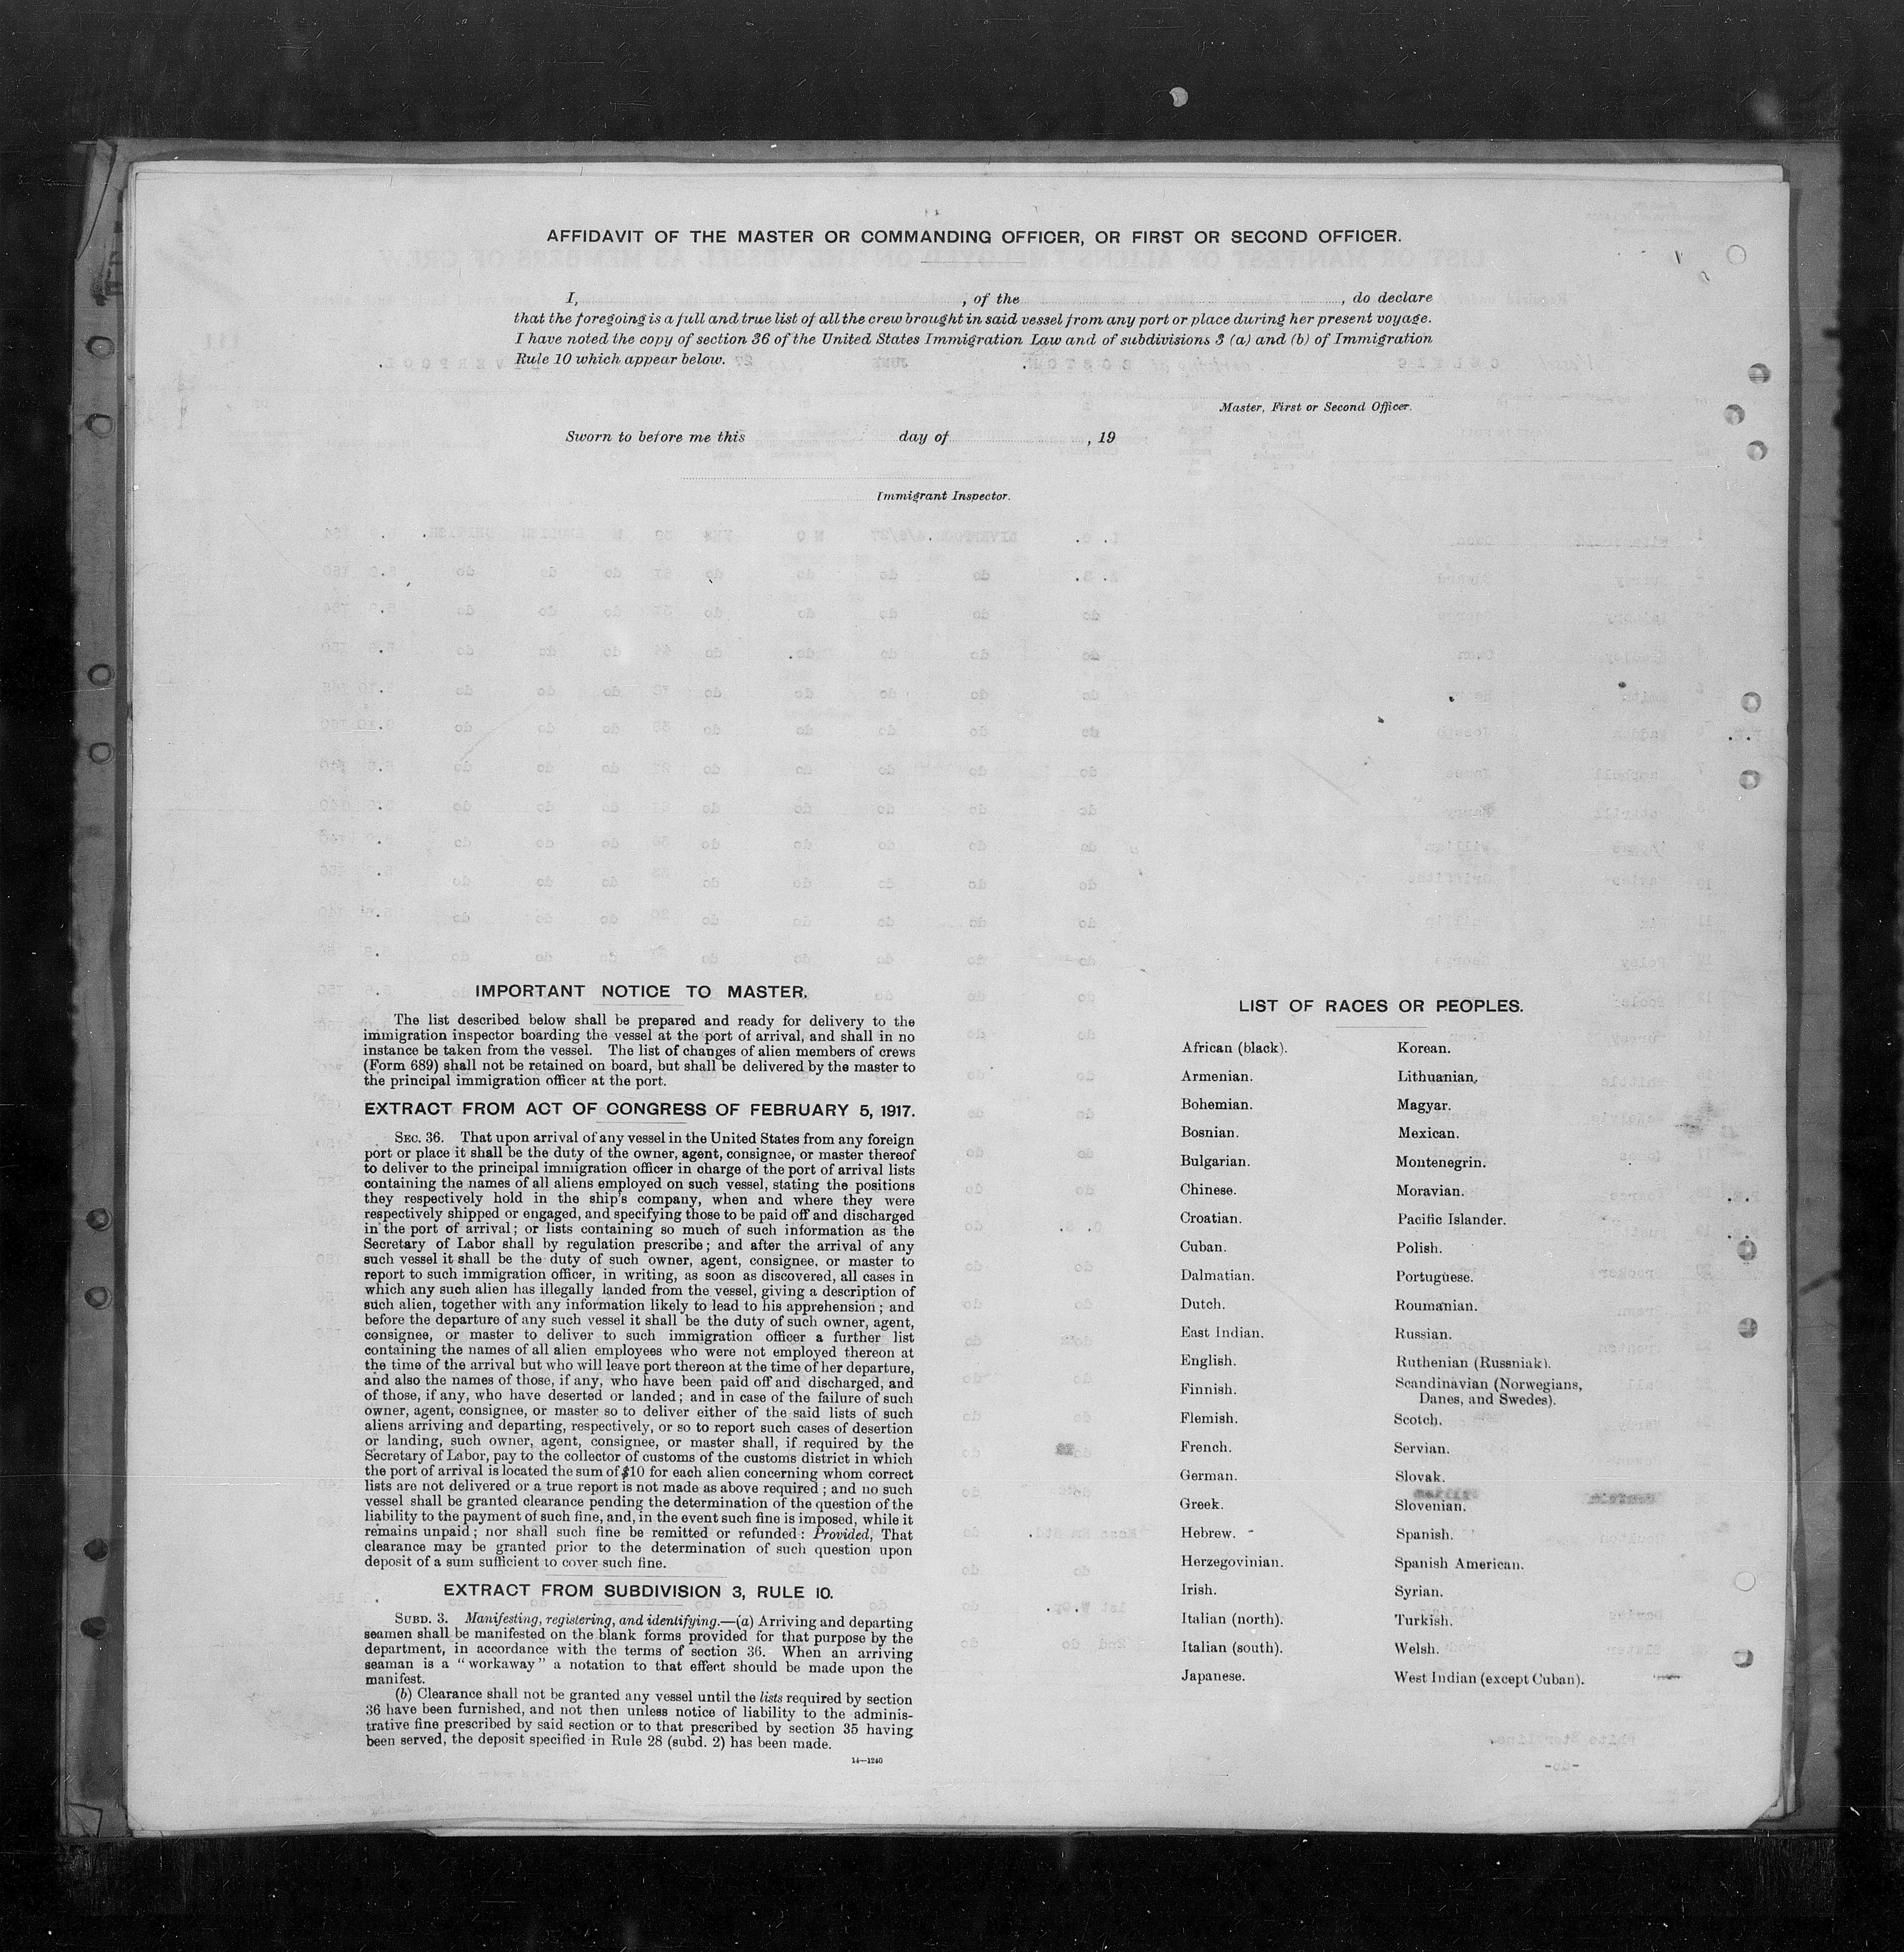 AFFIDAVIT OF THE MASTER OR COMMANDING OFFICER, OR FIRST OR SECOND OFFICER.
I, , of the , do declare
that the foregoing is a full and true list of all the crew brought in said vessel from any port or place during her present voyage.
I have noted the copy of section 36 of the United States Immigration Law and of subdivisions 3 (a) and (b) of Immigration
Rule 10 which appear below.
Master, First or Second Officer.
Sworn to before me this day of , 19
Immigrant Inspector.
IMPORTANT NOTICE TO MASTER.
The list described below shall be prepared and ready for delivery to the
immigration inspector boarding the vessel at the port of arrival, and shall in no
instance be taken from the vessel. The list of changes of alien members of crews
(Form 689) shall not be retained on board, but shall be delivered by the master to
the principal immigration officer at the port.
EXTRACT FROM ACT OF CONGRESS OF FEBRUARY 5, 1917.
SEC. 36. That upon arrival of any vessel in the United States from any foreign
port or place it shall be the duty of the owner, agent, consignee, or master thereof
to deliver to the principal immigration officer in charge of the port of arrival lists
containing the names of all aliens employed on such vessel, stating the positions
they respectively hold in the ship's company, when and where they were
respectively shipped or engaged, and specifying those to be paid off and discharged
in the port of arrival; or lists containing so much of such information as the
Secretary of Labor shall by regulation prescribe; and after the arrival of any
such vessel it shall be the duty of such owner, agent, consignee, or master to
report to such immigration officer, in writing, as soon as discovered, all cases in
which any such alien has illegally landed from the vessel, giving a description of
such alien, together with any information likely to lead to his apprehension; and
before the departure of any such vessel it shall be the duty of such owner, agent,
consignee, or master to deliver to such immigration officer a further list
containing the names of all alien employees who were not employed thereon at
the time of the arrival but who will leave port thereon at the time of her departure,
and also the names of those, if any, who have been paid off and discharged, and
of those, if any, who have deserted or landed; and in case of the failure of such
owner, agent, consignee, or master so to deliver either of the said lists of such
aliens arriving and departing, respectively, or so to report such cases of desertion
or landing, such owner, agent, consignee, or master shall, if required by the
Secretary of Labor, pay to the collector of customs of the customs district in which
the port of arrival is located the sum of $10 for each alien concerning whom correct
lists are not delivered or a true report is not made as above required; and no such
vessel shall be granted clearance pending the determination of the question of the
liability to the payment of such fine, and, in the event such fine is imposed, while it
remains unpaid; nor shall such fine be remitted or refunded: Provided, That
clearance may be granted prior to the determination of such question upon
deposit of a sum sufficient to cover such fine.
EXTRACT FROM SUBDIVISION 3, RULE 10.
SUBD. 3. Manifesting, registering, and identifying.—(a) Arriving and departing
seamen shall be manifested on the blank forms provided for that purpose by the
department, in accordance with the terms of section 36. When an arriving
seaman is a "workaway" a notation to that effect should be made upon the
manifest.
(b) Clearance shall not be granted any vessel until the lists required by section
36 have been furnished, and not then unless notice of liability to the adminis-
trative fine prescribed by said section or to that prescribed by section 35 having
been served, the deposit specified in Rule 28 (subd. 2) has been made.
14—1240
LIST OF RACES OR PEOPLES.
African (black).
Armenian.
Bohemian.
Bosnian.
Bulgarian.
Chinese.
Croatian.
Cuban.
Dalmatian.
Dutch.
East Indian.
English.
Finnish.
Flemish.
French.
German.
Greek.
Hebrew.
Herzegovinian.
Irish.
Italian (north).
Italian (south).
Japanese.
Korean.
Lithuanian.
Magyar.
Mexican.
Montenegrin.
Moravian.
Pacific Islander.
Polish.
Portuguese.
Roumanian.
Russian.
Ruthenian (Russniak).
Scandinavian (Norwegians,
Danes, and Swedes).
Scotch.
Servian.
Slovak.
Slovenian.
Spanish.
Spanish American.
Syrian.
Turkish.
Welsh.
West Indian (except Cuban).